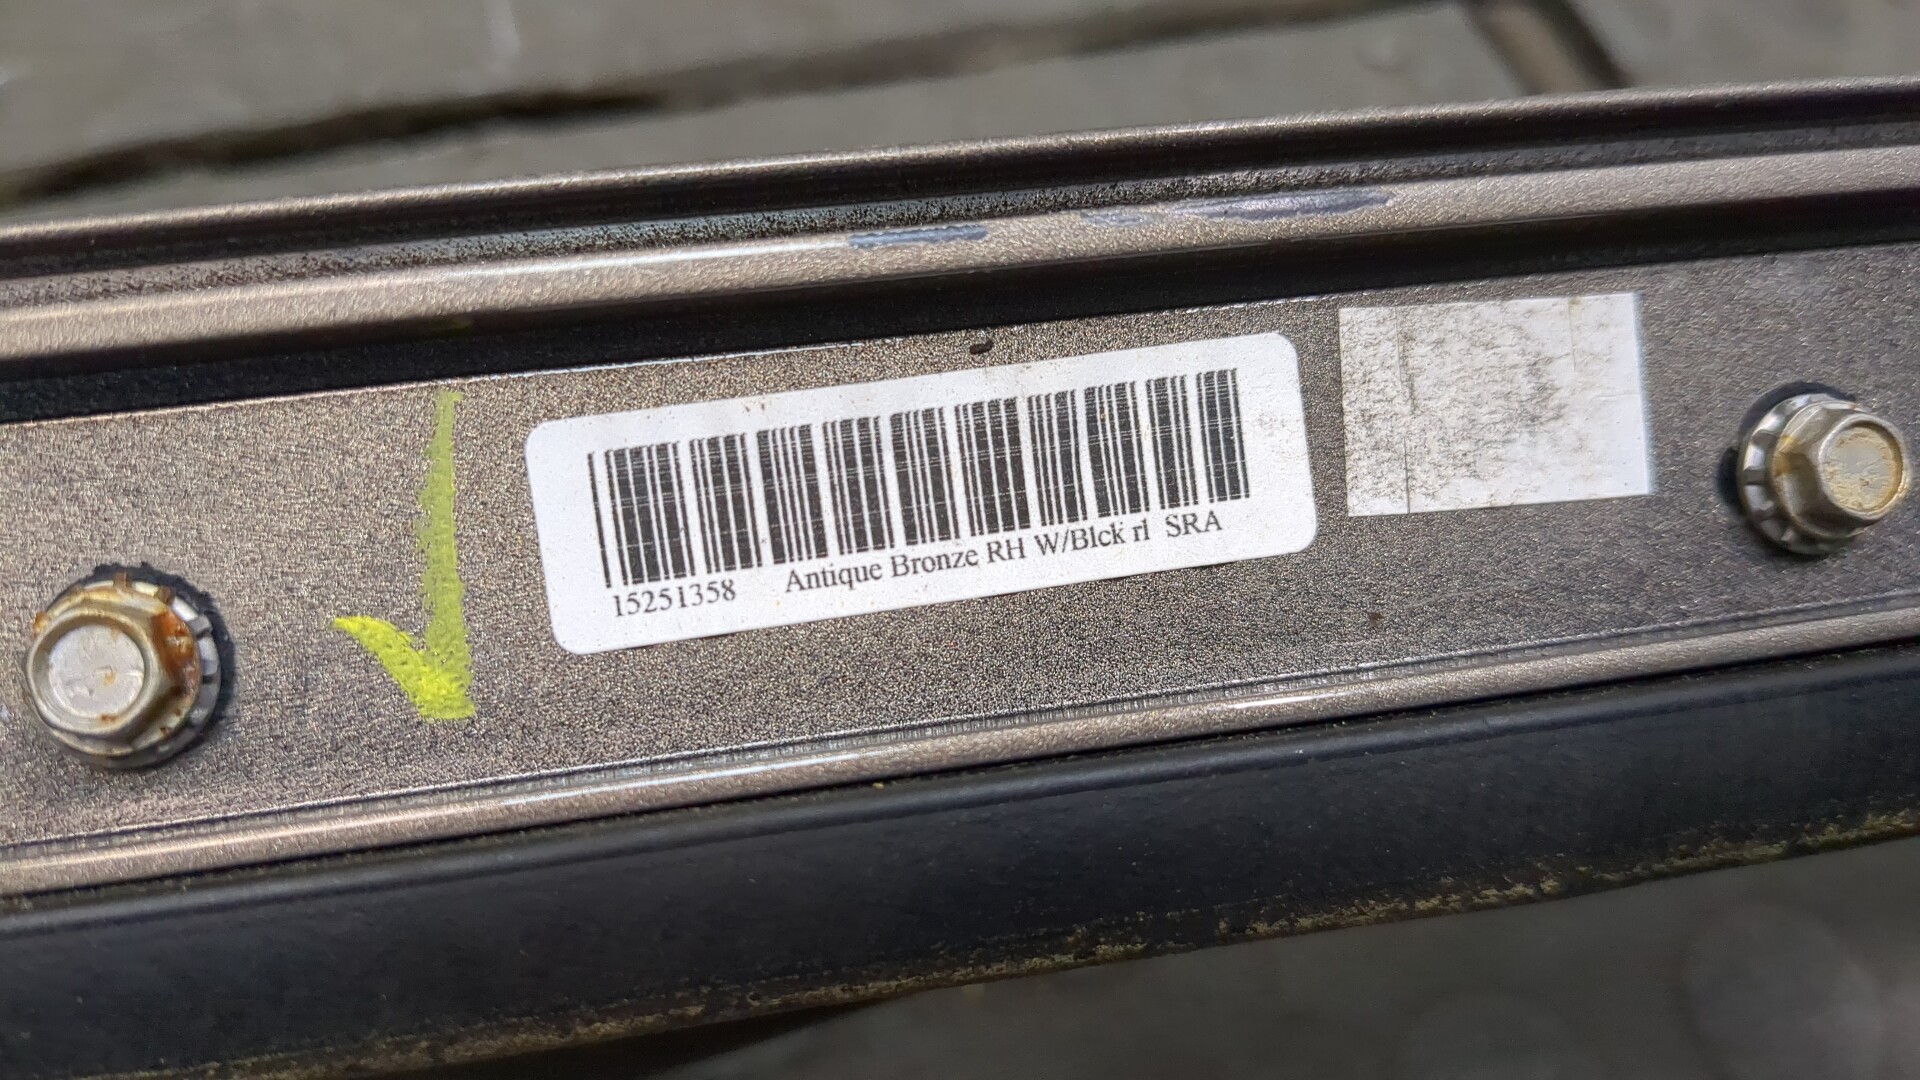 15251358 Antique Bronze RH W/Blck rl SRA